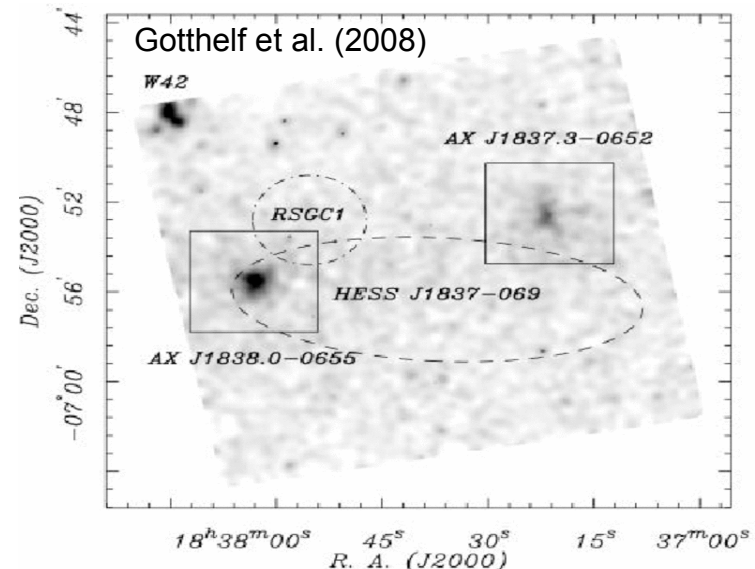 Gotthelf et al. (2008)
W42
AX J1837.3-0652
RSGC1
HESS J1837-069
AX J1838.0-0655
44'
48'
52'
56'
-07°00'
Dec. (J2000)
18h38m00s 45s 30s 15s 37m00s
R. A. (J2000)